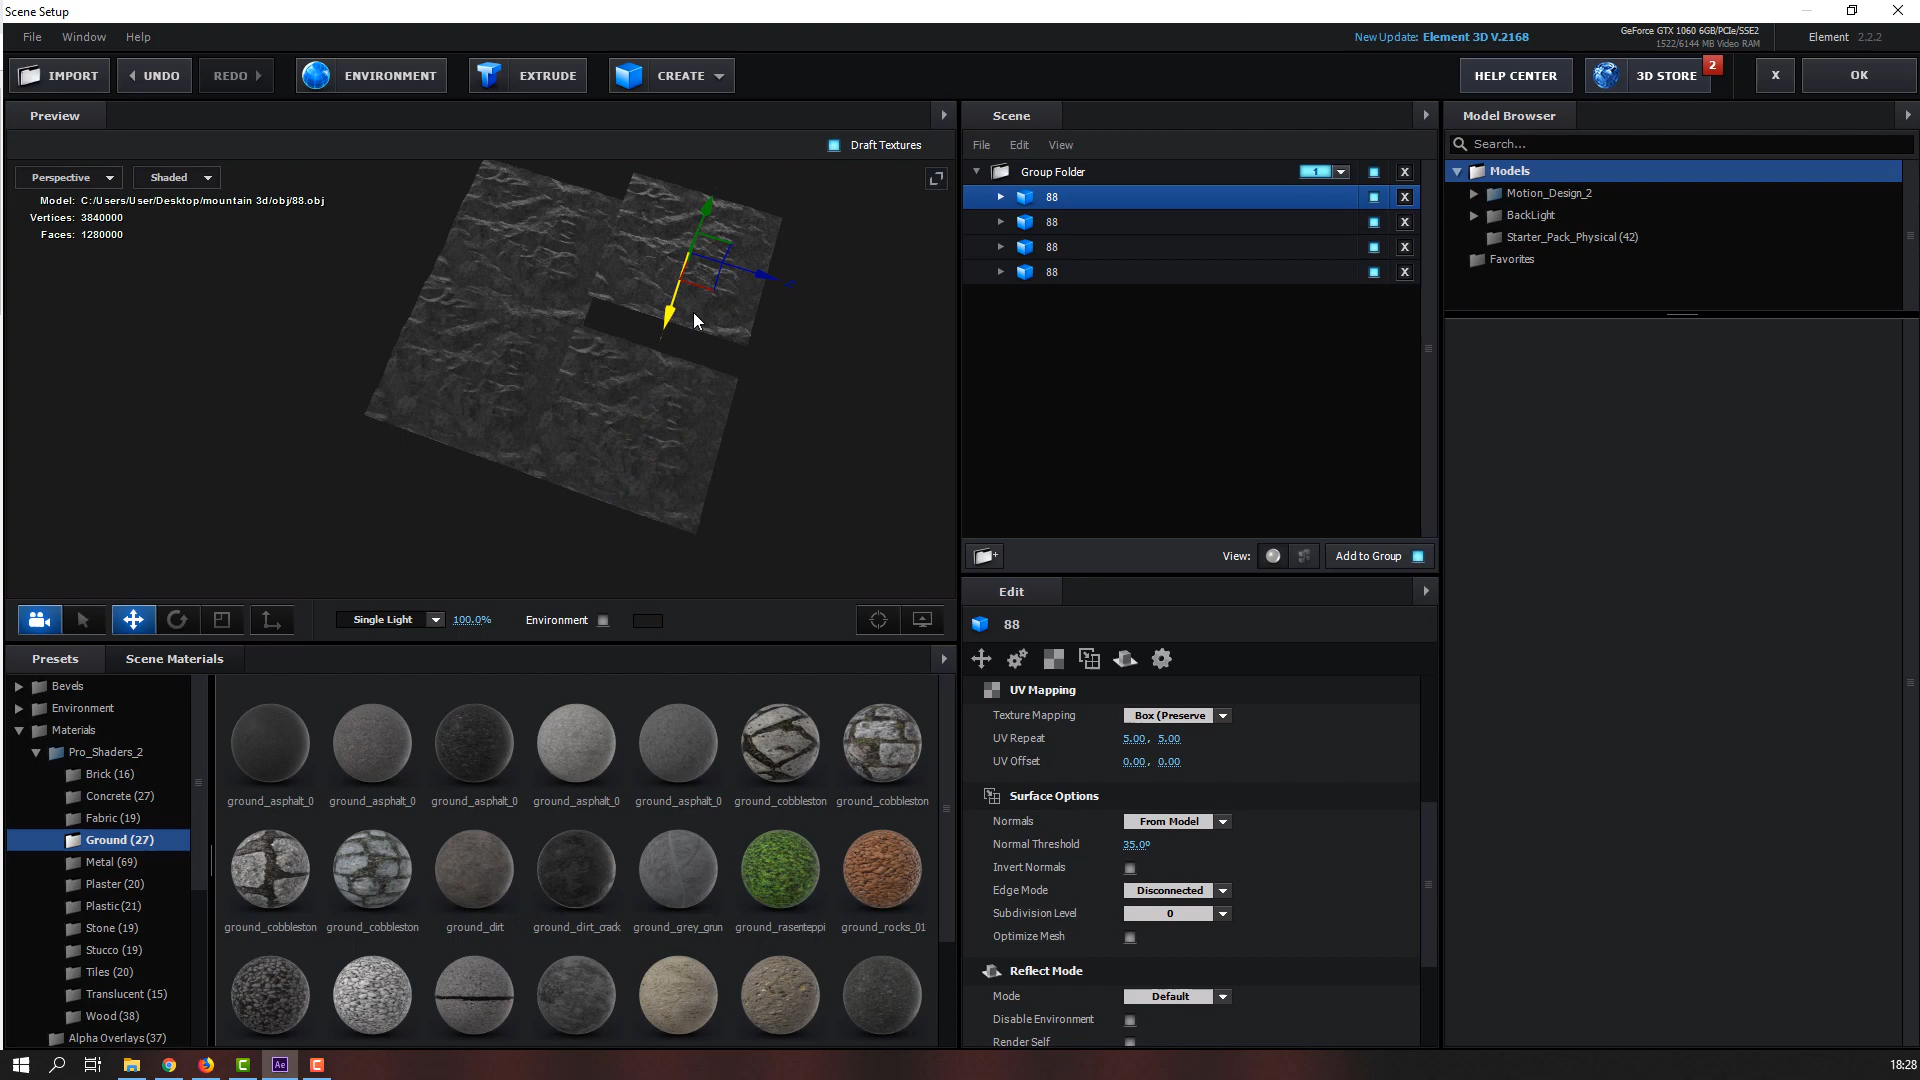 Scene Setup
File Window Help
New Update: Element 3D V.2168
GeForce GTX 1060 6GB/PCIe/SSE2
1522/6144 MB Video RAM
Element 2.2.2
IMPORT UNDO REDO ENVIRONMENT EXTRUDE CREATE HELP CENTER 3D STORE 2 X OK
Preview
Draft Textures
Perspective Shaded
Model: C:/Users/User/Desktop/mountain 3d/obj/88.obj
Vertices: 3840000
Faces: 1280000
Single Light 100.0% Environment
Scene
File Edit View
Group Folder 1 X
88 X
88 X
88 X
88 X
View: Add to Group
Model Browser
Search...
Models
Motion_Design_2
BackLight
Starter_Pack_Physical (42)
Favorites
Presets Scene Materials
Bevels
Environment
Materials
Pro_Shaders_2
Brick (16)
Concrete (27)
Fabric (19)
Ground (27)
Metal (69)
Plaster (20)
Plastic (21)
Stone (19)
Stucco (19)
Tiles (20)
Translucent (15)
Wood (38)
Alpha Overlays (37)
ground_asphalt_0 ground_asphalt_0 ground_asphalt_0 ground_asphalt_0 ground_asphalt_0 ground_cobbleston ground_cobbleston
ground_cobbleston ground_cobbleston ground_dirt ground_dirt_crack ground_grey_grun ground_rasenteppi ground_rocks_01
Edit
88
UV Mapping
Texture Mapping Box (Preserve
UV Repeat 5.00, 5.00
UV Offset 0.00, 0.00
Surface Options
Normals From Model
Normal Threshold 35.0º
Invert Normals
Edge Mode Disconnected
Subdivision Level 0
Optimize Mesh
Reflect Mode
Mode Default
Disable Environment
Render Self
Ae
18:28